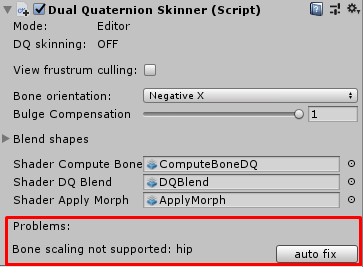 Dual Quaternion Skinner (Script)
Mode: Editor
DQ skinning: OFF
View frustrum culling:
Bone orientation: Negative X
Bulge Compensation 1
Blend shapes
Shader Compute Bone ComputeBoneDQ
Shader DQ Blend DQBlend
Shader Apply Morph ApplyMorph
Problems:
Bone scaling not supported: hip auto fix